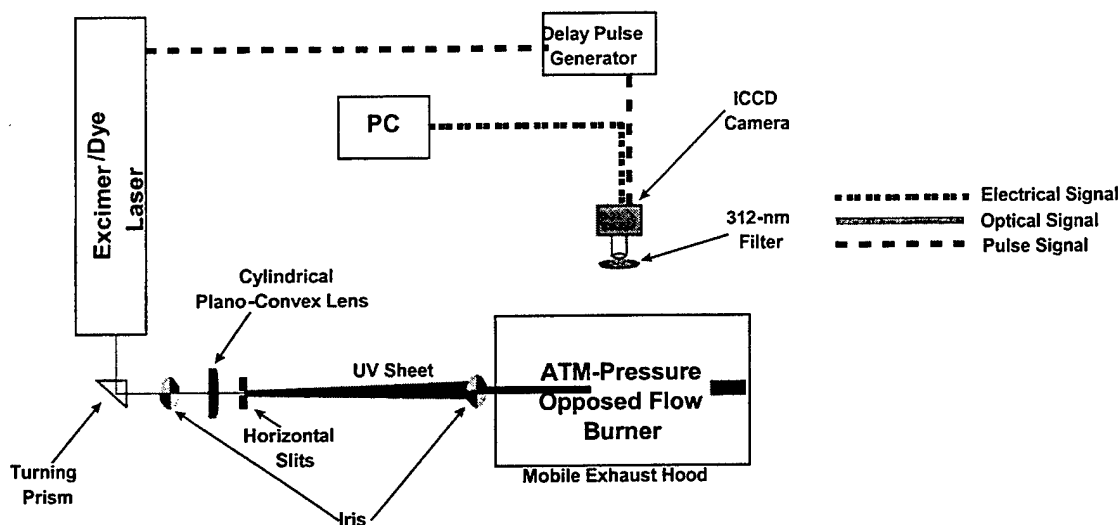 Delay Pulse
Generator
PC
ICCD
Camera
Excimer/Dye
Laser
312-nm
Filter
Electrical Signal
Optical Signal
Pulse Signal
Cylindrical
Plano-Convex Lens
UV Sheet
ATM-Pressure
Opposed Flow
Burner
Horizontal
Slits
Turning
Prism
Mobile Exhaust Hood
Iris